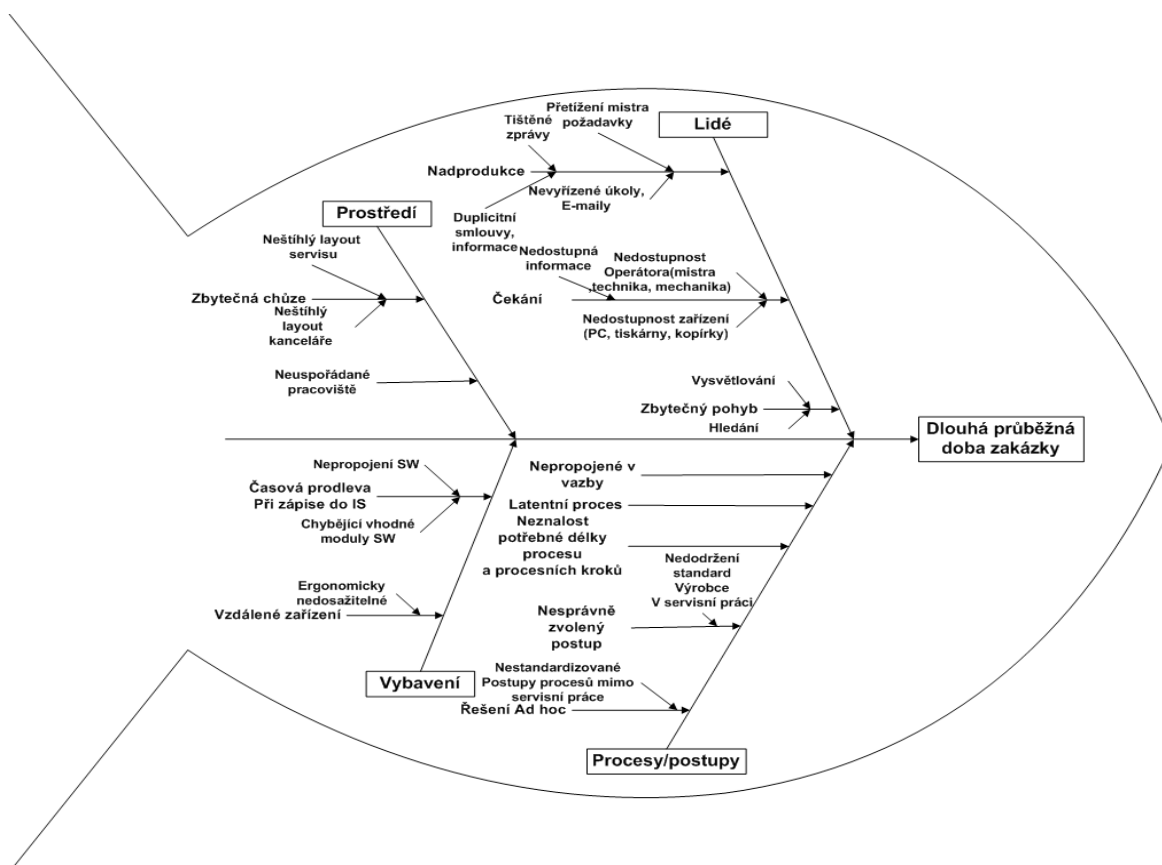 Přetížení mistra
požadavky
Tištěné
zprávy
Lidé
Nadprodukce
Nevyřízené úkoly,
E-maily
Duplicitní
smlouvy,
informace
Prostředí
Neštíhlý layout
servisu
Zbytečná chůze
Neštíhlý
layout
kanceláře
Neuspořádané
pracoviště
Nedostupná
informace
Nedostupnost
Operátora(mistra
,technika, mechanika)
Čekání
Nedostupnost zařízení
(PC, tiskárny, kopírky)
Vysvětlování
Zbytečný pohyb
Hledání
Dlouhá průběžná
doba zakázky
Nepropojení SW
Časová prodleva
Při zápise do IS
Chybějící vhodné
moduly SW
Ergonomicky
nedosažitelné
Vzdálené zařízení
Vybavení
Nepropojené v
vazby
Latentní proces
Neznalost
potřebné délky
procesu
a procesních kroků
Nedodržení
standard
Výrobce
V servisní práci
Nesprávně
zvolený
postup
Nestandardizované
Postupy procesů mimo
servisní práce
Řešení Ad hoc
Procesy/postupy